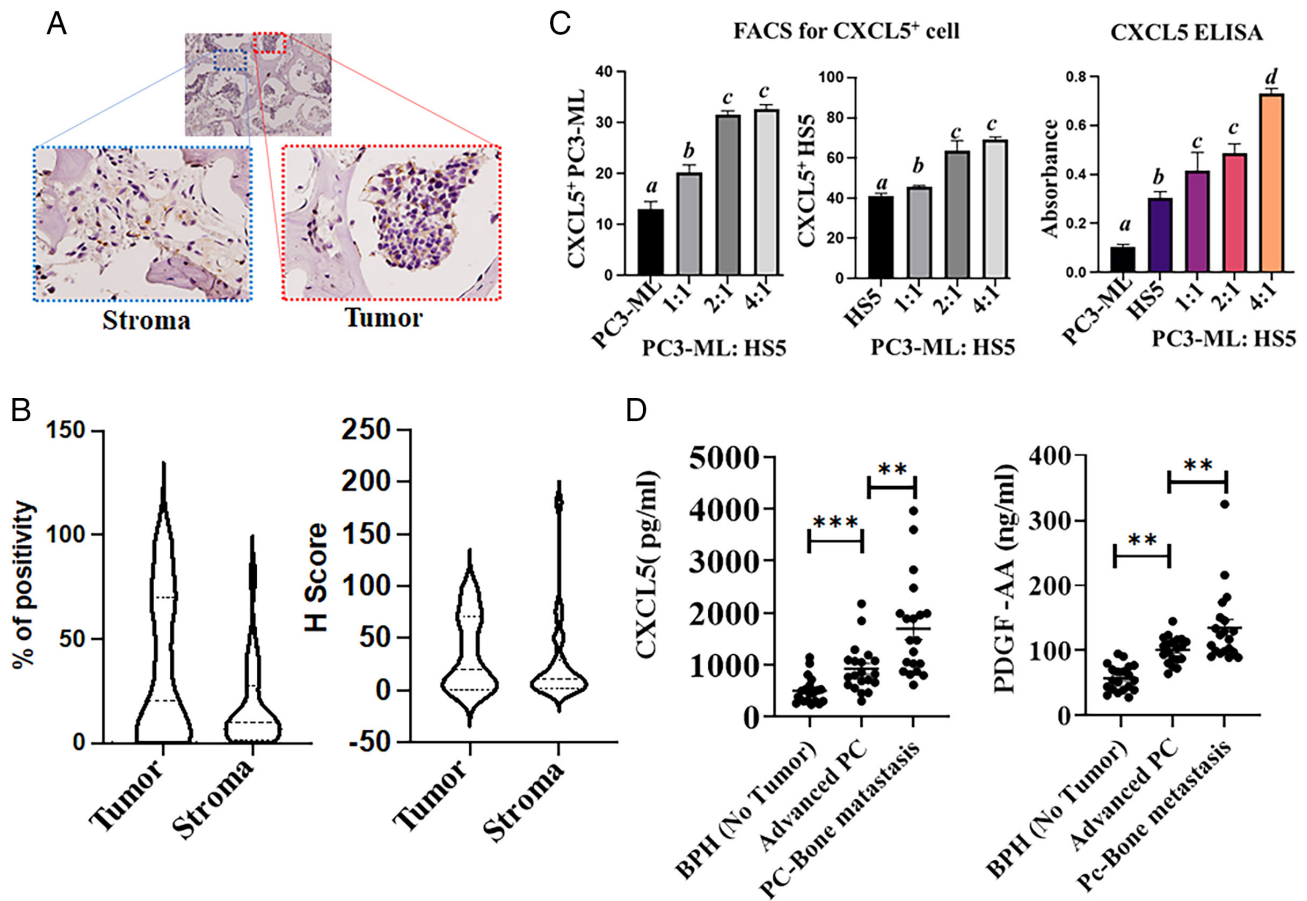 A
Stroma
Tumor
B
% of positivity
150
100
50
0
Tumor
Stroma
H Score
250
200
150
100
50
0
-50
Tumor
Stroma
C
FACS for CXCL5⁺ cell
CXCL5⁺ PC3-ML
40
30
20
10
0
a
b
c
c
PC3-ML
1:1
2:1
4:1
PC3-ML: HS5
CXCL5⁺ HS5
100
80
60
40
20
0
a
b
c
c
HS5
1:1
2:1
4:1
PC3-ML: HS5
CXCL5 ELISA
Absorbance
0.8
0.6
0.4
0.2
0.0
a
b
c
c
d
PC3-ML
HS5
1:1
2:1
4:1
PC3-ML: HS5
D
CXCL5( pg/ml)
5000
4000
3000
2000
1000
0
***
**
BPH (No Tumor)
Advanced PC
PC-Bone matastasis
PDGF -AA (ng/ml)
400
300
200
100
0
**
**
BPH (No Tumor)
Advanced PC
Pc-Bone metastasis